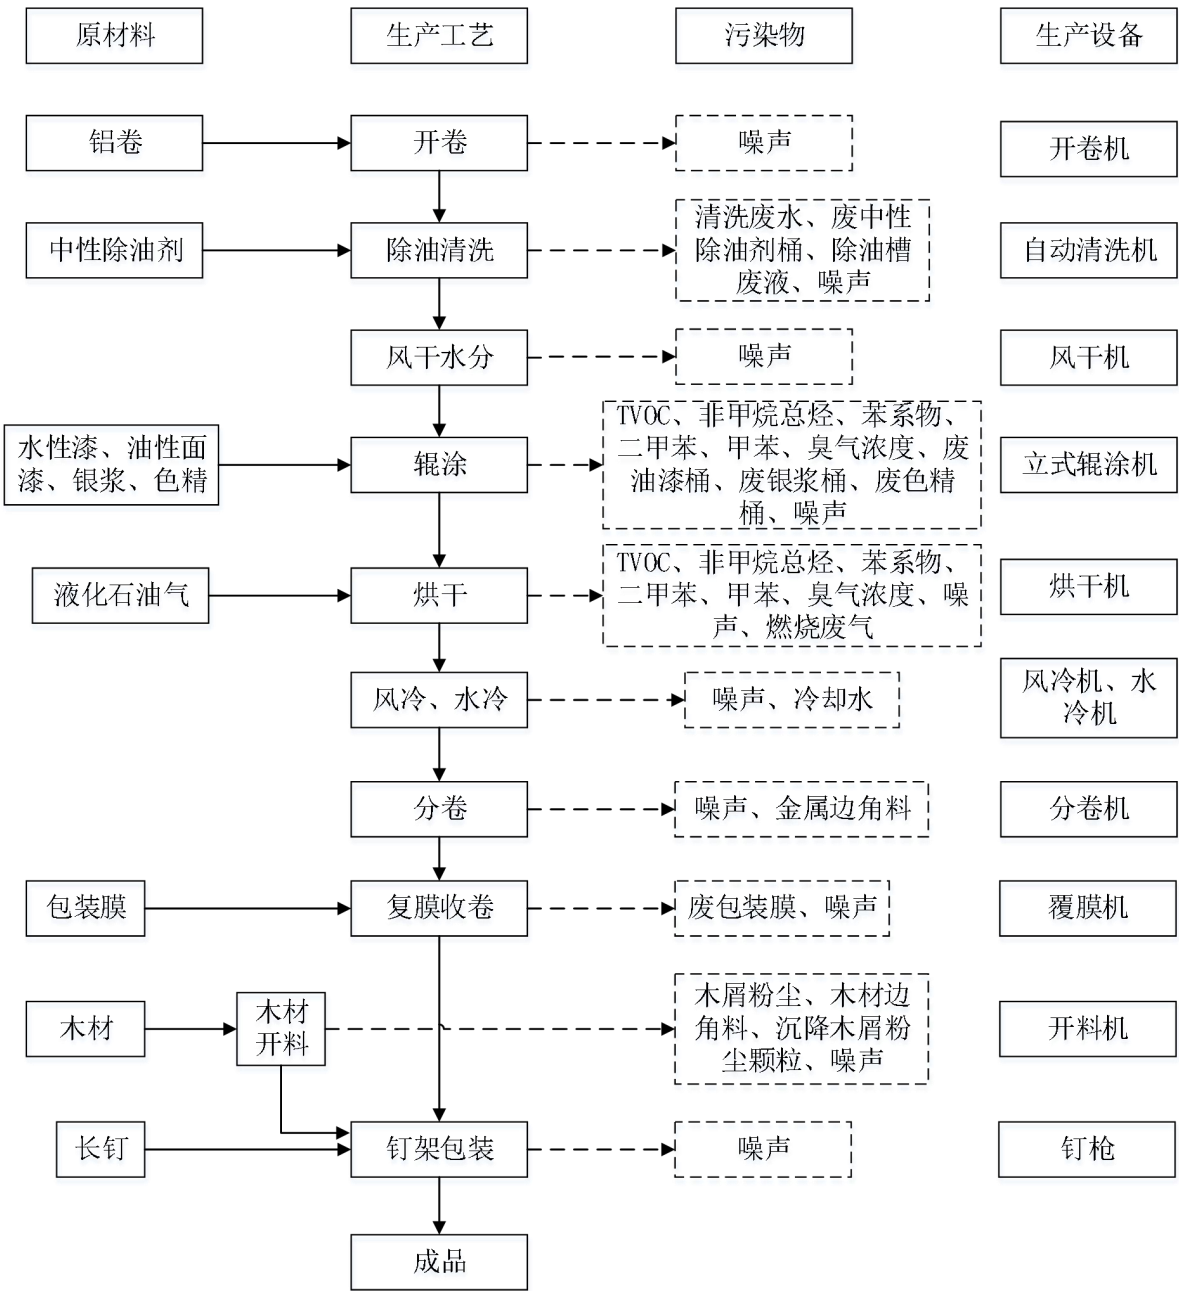 原材料
生产工艺
污染物
生产设备
铝卷
开卷
噪声
开卷机
中性除油剂
除油清洗
清洗废水、废中性
除油剂桶、除油槽
废液、噪声
自动清洗机
风干水分
噪声
风干机
水性漆、油性面
漆、银浆、色精
辊涂
TVOC、非甲烷总烃、苯系物、
二甲苯、甲苯、臭气浓度、废
油漆桶、废银浆桶、废色精
桶、噪声
立式辊涂机
液化石油气
烘干
TVOC、非甲烷总烃、苯系物、
二甲苯、甲苯、臭气浓度、噪
声、燃烧废气
烘干机
风冷、水冷
噪声、冷却水
风冷机、水
冷机
分卷
噪声、金属边角料
分卷机
包装膜
复膜收卷
废包装膜、噪声
覆膜机
木材
木材
开料
木屑粉尘、木材边
角料、沉降木屑粉
尘颗粒、噪声
开料机
长钉
钉架包装
噪声
钉枪
成品